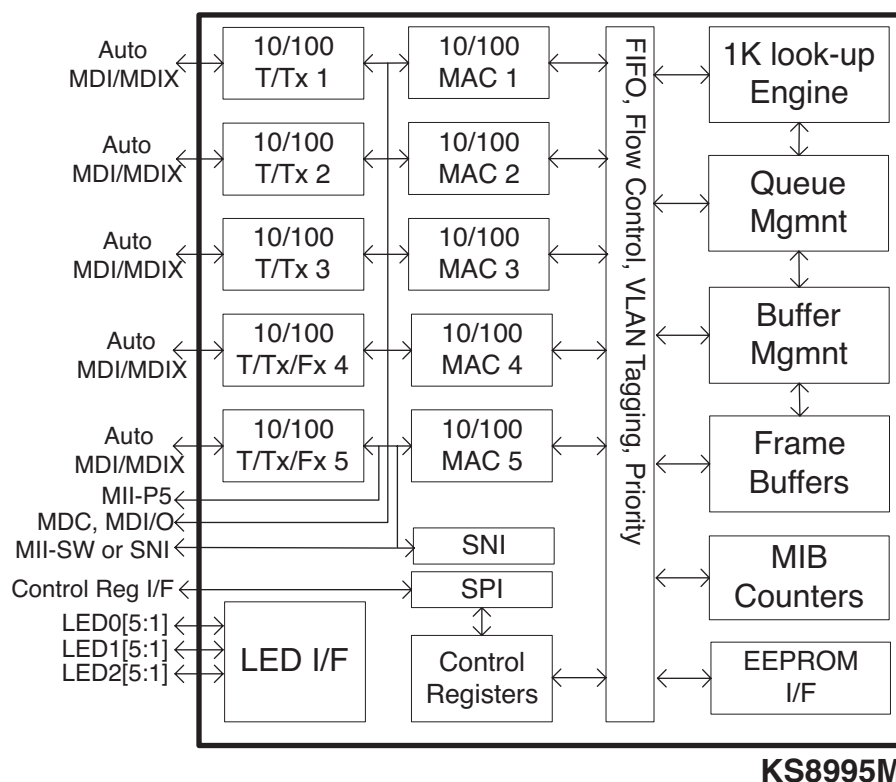 Auto
MDI/MDIX
10/100
T/Tx 1
10/100
MAC 1
Auto
MDI/MDIX
10/100
T/Tx 2
10/100
MAC 2
Auto
MDI/MDIX
10/100
T/Tx 3
10/100
MAC 3
Auto
MDI/MDIX
10/100
T/Tx/Fx 4
10/100
MAC 4
Auto
MDI/MDIX
10/100
T/Tx/Fx 5
10/100
MAC 5
MII-P5
MDC, MDI/O
MII-SW or SNI
SNI
Control Reg I/F
SPI
LED0[5:1]
LED1[5:1]
LED2[5:1]
LED I/F
Control
Registers
FIFO, Flow Control, VLAN Tagging, Priority
1K look-up
Engine
Queue
Mgmnt
Buffer
Mgmnt
Frame
Buffers
MIB
Counters
EEPROM
I/F
KS8995M